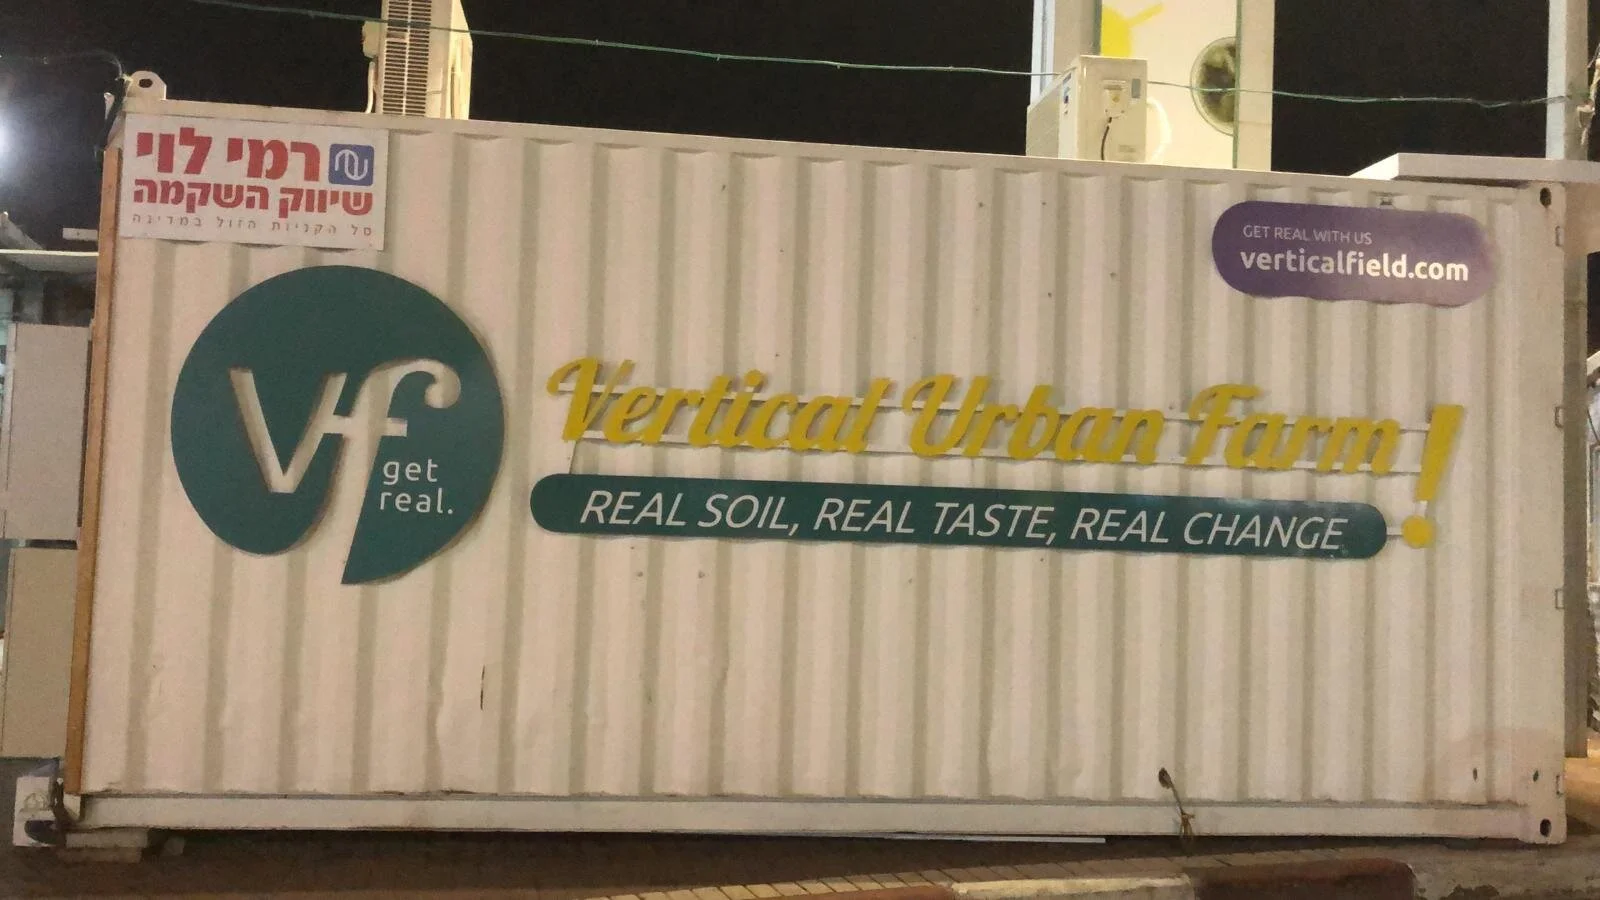 רמי לוי
שיווק השקמה
סל הקניות הזול במדינה
GET REAL WITH US
verticalfield.com
vf
get
real.
Vertical Urban Farm!
REAL SOIL, REAL TASTE, REAL CHANGE